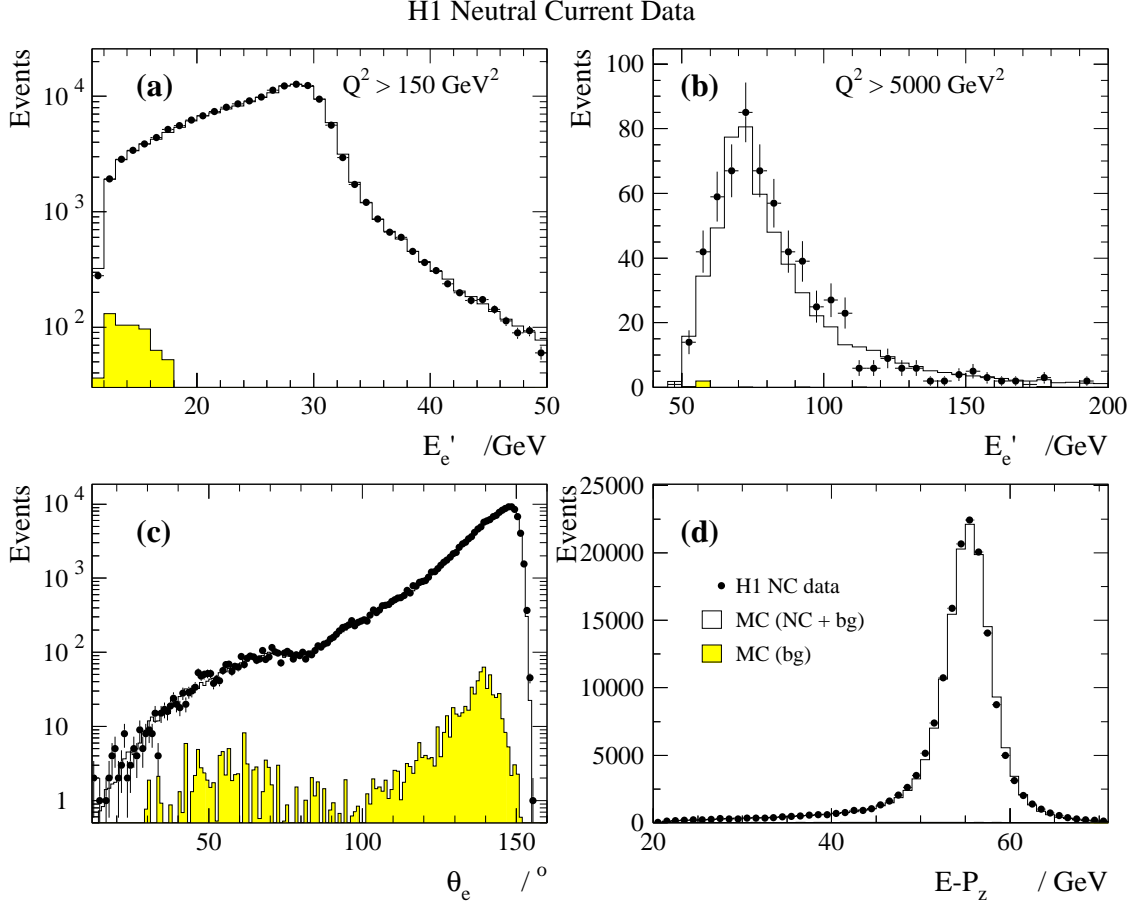 H1 Neutral Current Data
Events
10^4
10^3
10^2
(a)
Q^2 > 150 GeV^2
20 30 40 50
E_e' /GeV
Events
100
80
60
40
20
0
(b)
Q^2 > 5000 GeV^2
50 100 150 200
E_e' /GeV
Events
10^4
10^3
10^2
10
1
(c)
50 100 150
θ_e / °
Events
25000
20000
15000
10000
5000
0
(d)
H1 NC data
MC (NC + bg)
MC (bg)
20 40 60
E-P_z / GeV